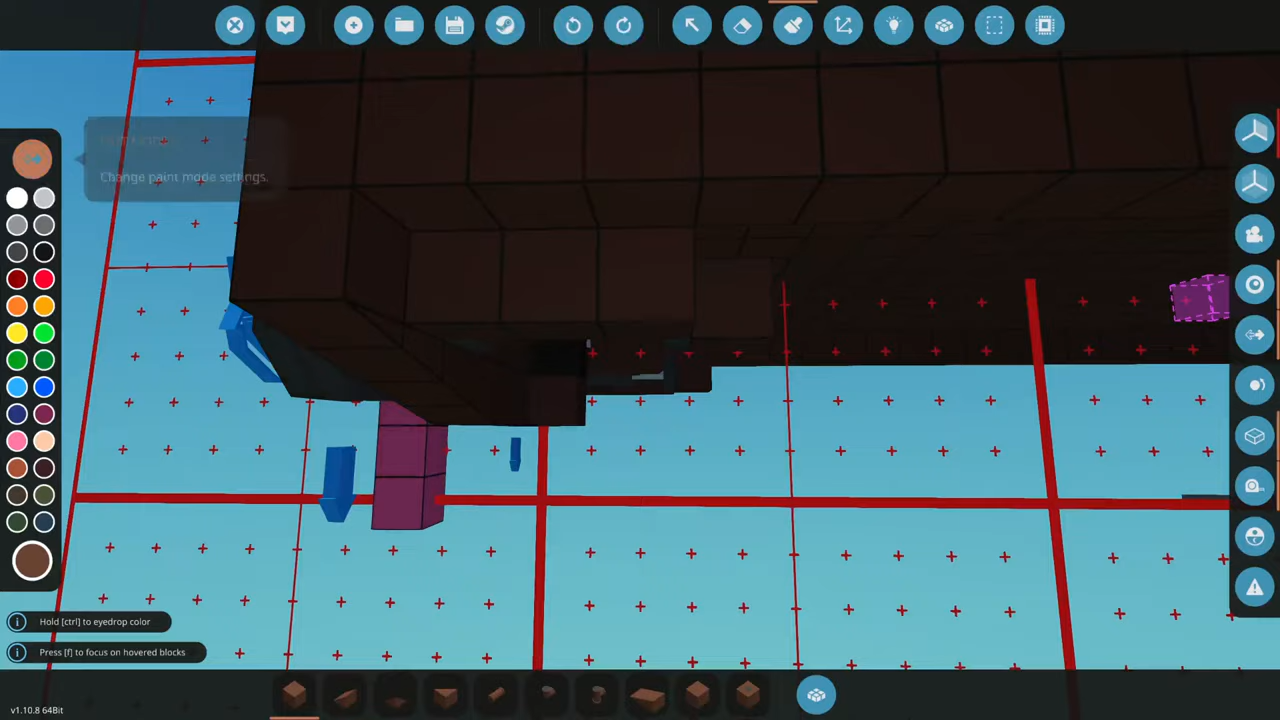 Change paint mode settings.
Hold [ctrl] to eyedrop color
Press [f] to focus on hovered blocks
v1.10.8 64Bit